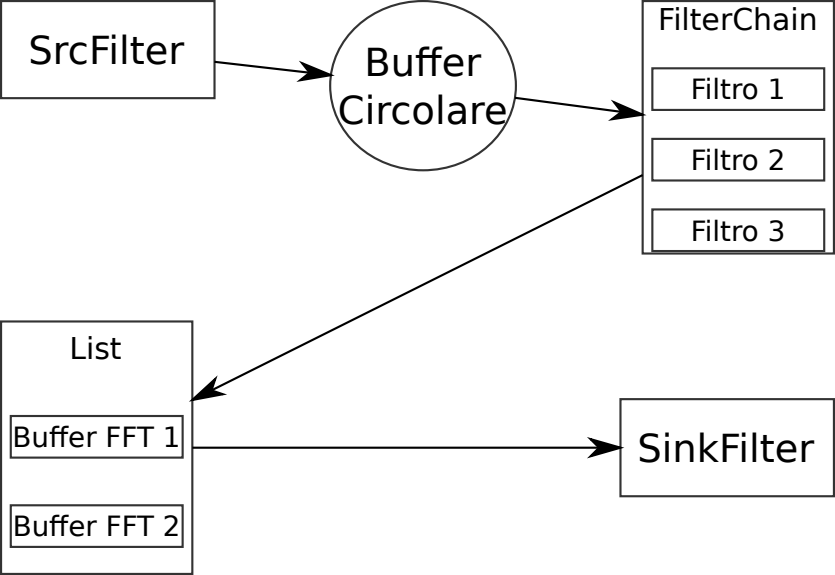 SrcFilter
Buffer
Circolare
FilterChain
Filtro 1
Filtro 2
Filtro 3
List
Buffer FFT 1
Buffer FFT 2
SinkFilter